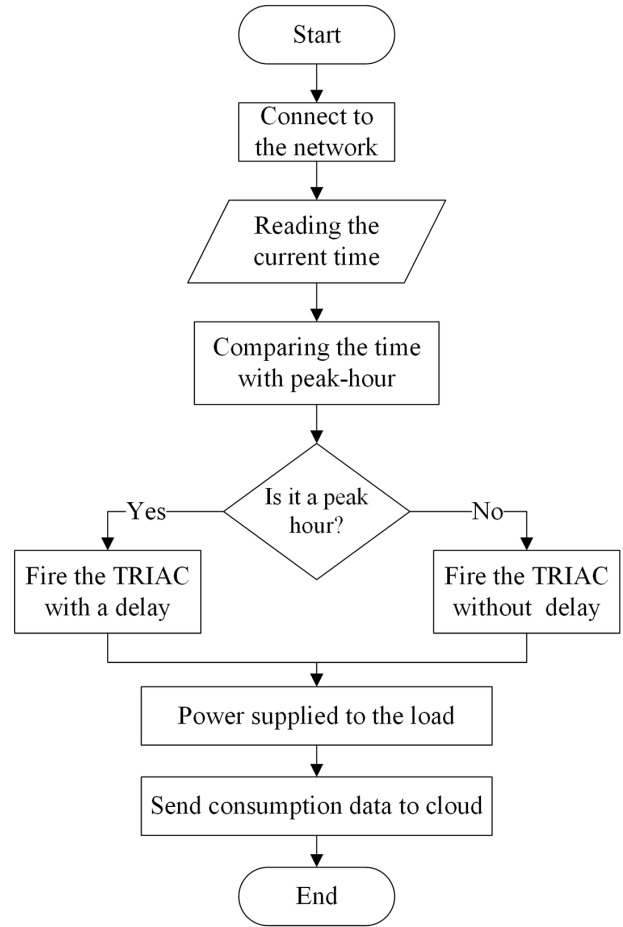 Start
Connect to
the network
Reading the
current time
Comparing the time
with peak-hour
Is it a peak
hour?
Yes
No
Fire the TRIAC
with a delay
Fire the TRIAC
without delay
Power supplied to the load
Send consumption data to cloud
End